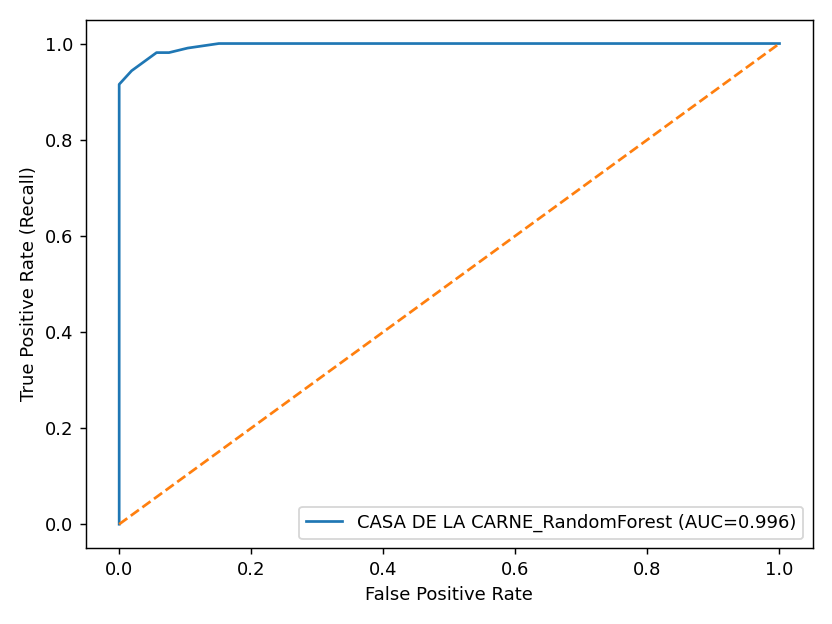 1.0
0.8
0.6
0.4
0.2
0.0
True Positive Rate (Recall)
CASA DE LA CARNE_RandomForest (AUC=0.996)
0.0 0.2 0.4 0.6 0.8 1.0
False Positive Rate